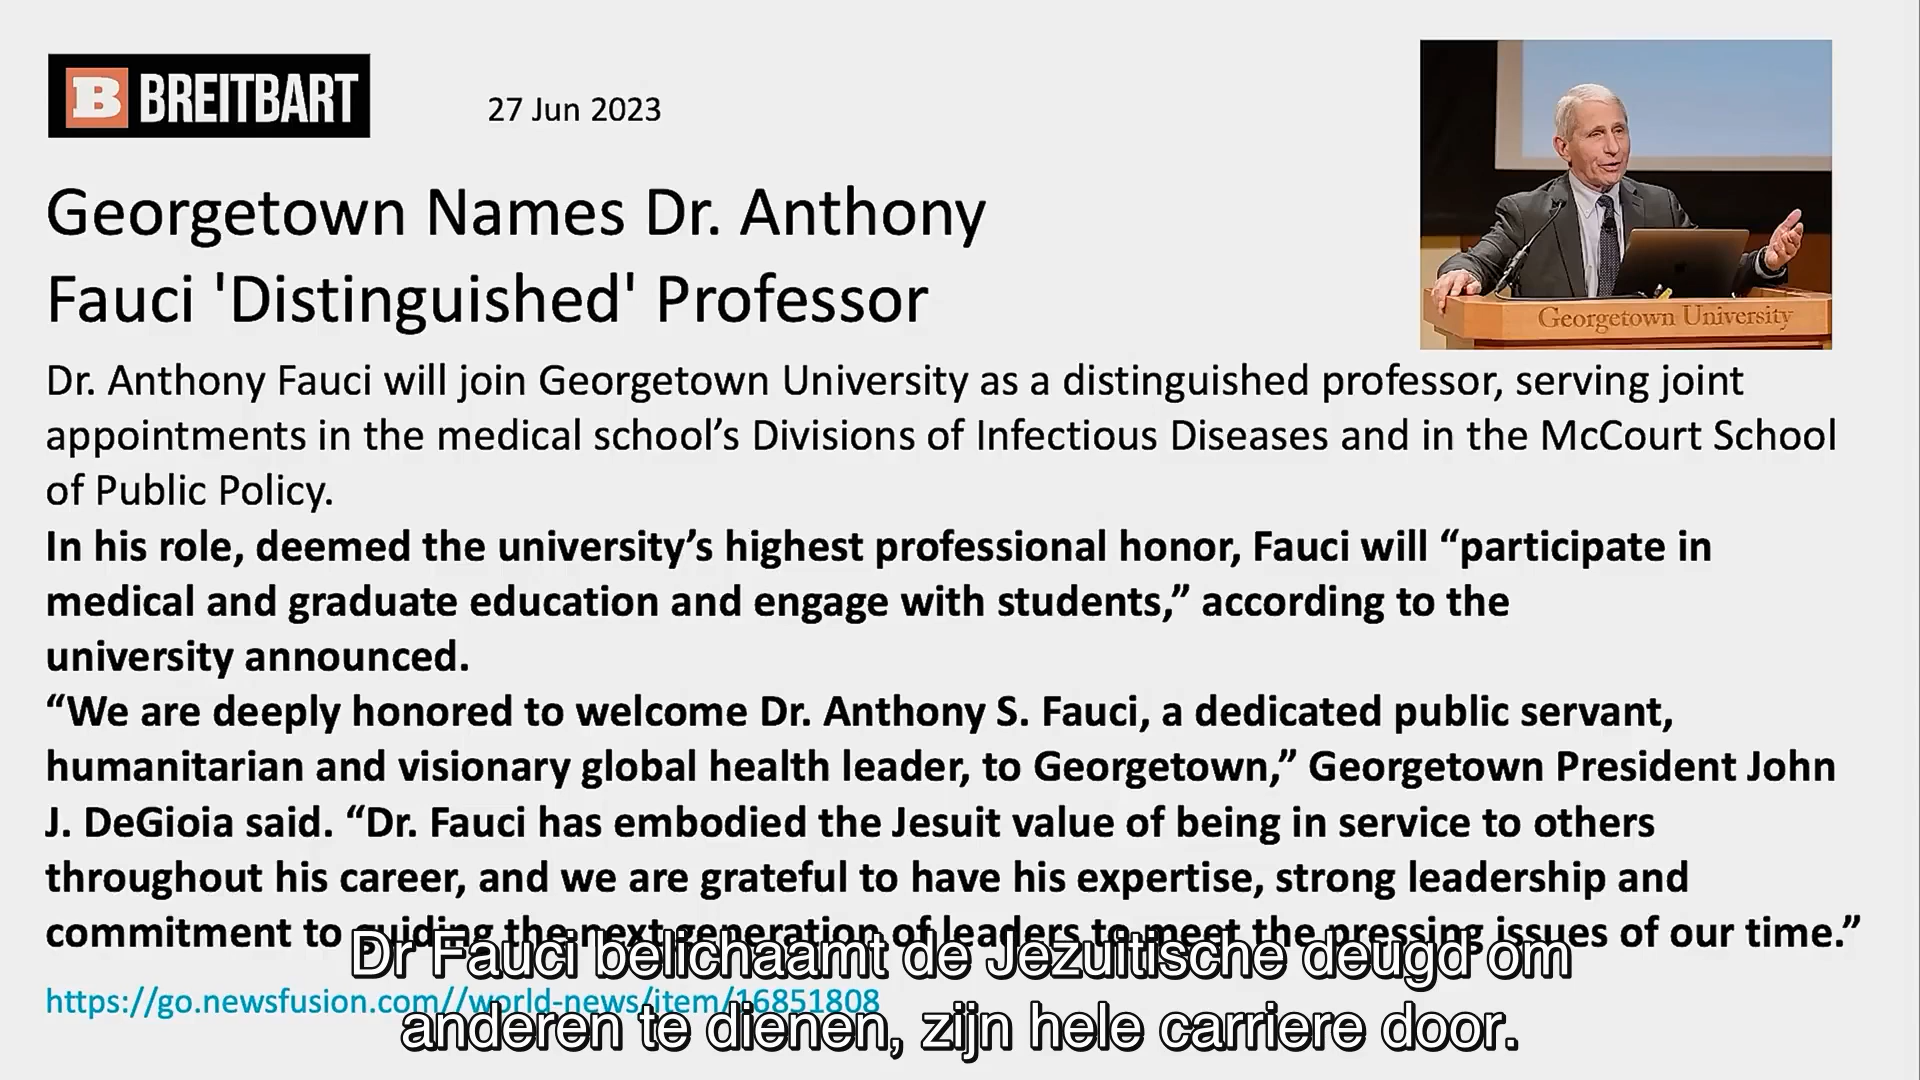 B BREITBART
27 Jun 2023
Georgetown Names Dr. Anthony
Fauci 'Distinguished' Professor
Georgetown University
Dr. Anthony Fauci will join Georgetown University as a distinguished professor, serving joint
appointments in the medical school’s Divisions of Infectious Diseases and in the McCourt School
of Public Policy.
In his role, deemed the university’s highest professional honor, Fauci will “participate in
medical and graduate education and engage with students,” according to the
university announced.
“We are deeply honored to welcome Dr. Anthony S. Fauci, a dedicated public servant,
humanitarian and visionary global health leader, to Georgetown,” Georgetown President John
J. DeGioia said. “Dr. Fauci has embodied the Jesuit value of being in service to others
throughout his career, and we are grateful to have his expertise, strong leadership and
commitment to guiding the next generation of leaders to meet the pressing issues of our time.”
https://go.newsfusion.com//world-news/item/16851808
Dr Fauci belichaamt de Jezuitische deugd om
anderen te dienen, zijn hele carriere door.